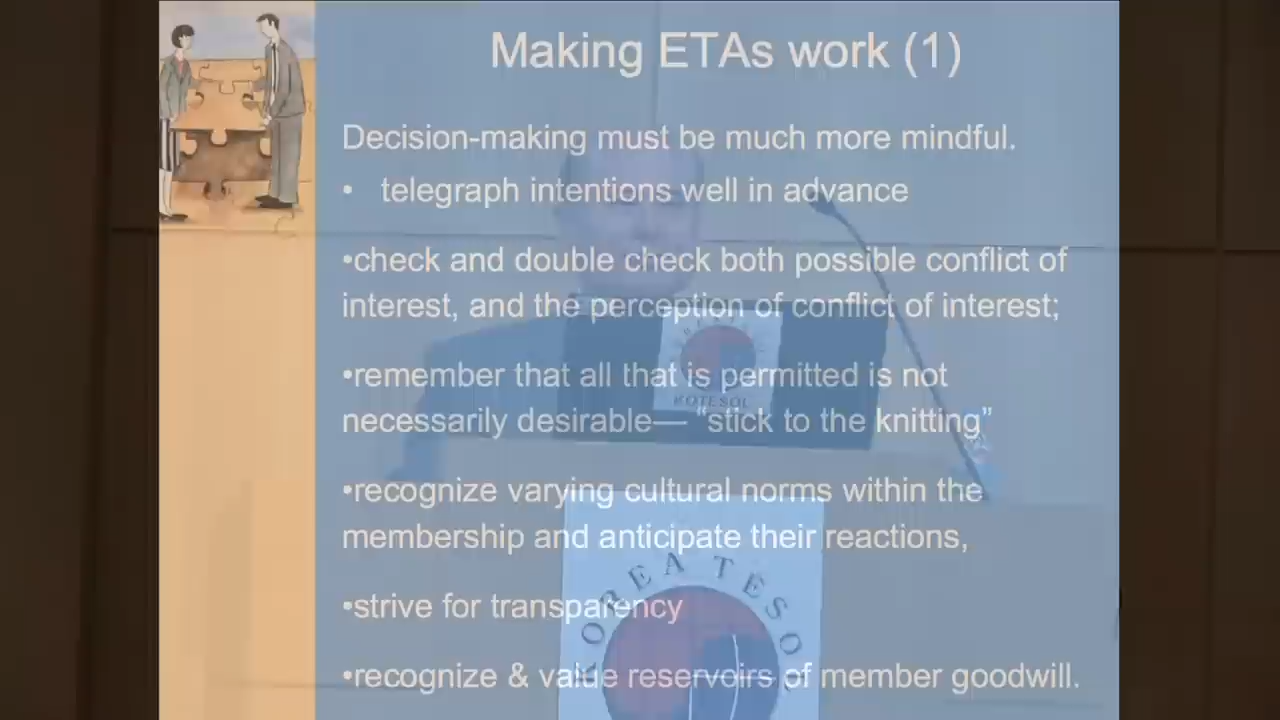 Making ETAs work (1)
Decision-making must be much more mindful.
• telegraph intentions well in advance
•check and double check both possible conflict of
interest, and the perception of conflict of interest;
•remember that all that is permitted is not
necessarily desirable— “stick to the knitting”
•recognize varying cultural norms within the
membership and anticipate their reactions,
•strive for transparency
•recognize & value reservoirs of member goodwill.
KOTESOL
KOREA TESOL